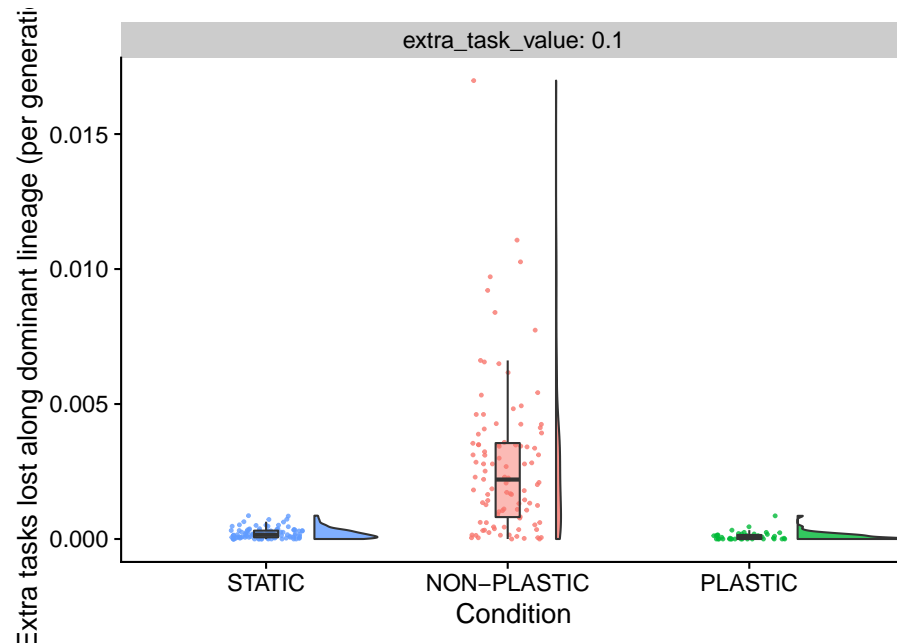 extra_task_value: 0.1
Extra tasks lost along dominant lineage (per
0.015
0.010
0.005
0.000
STATIC NON−PLASTIC PLASTIC
Condition